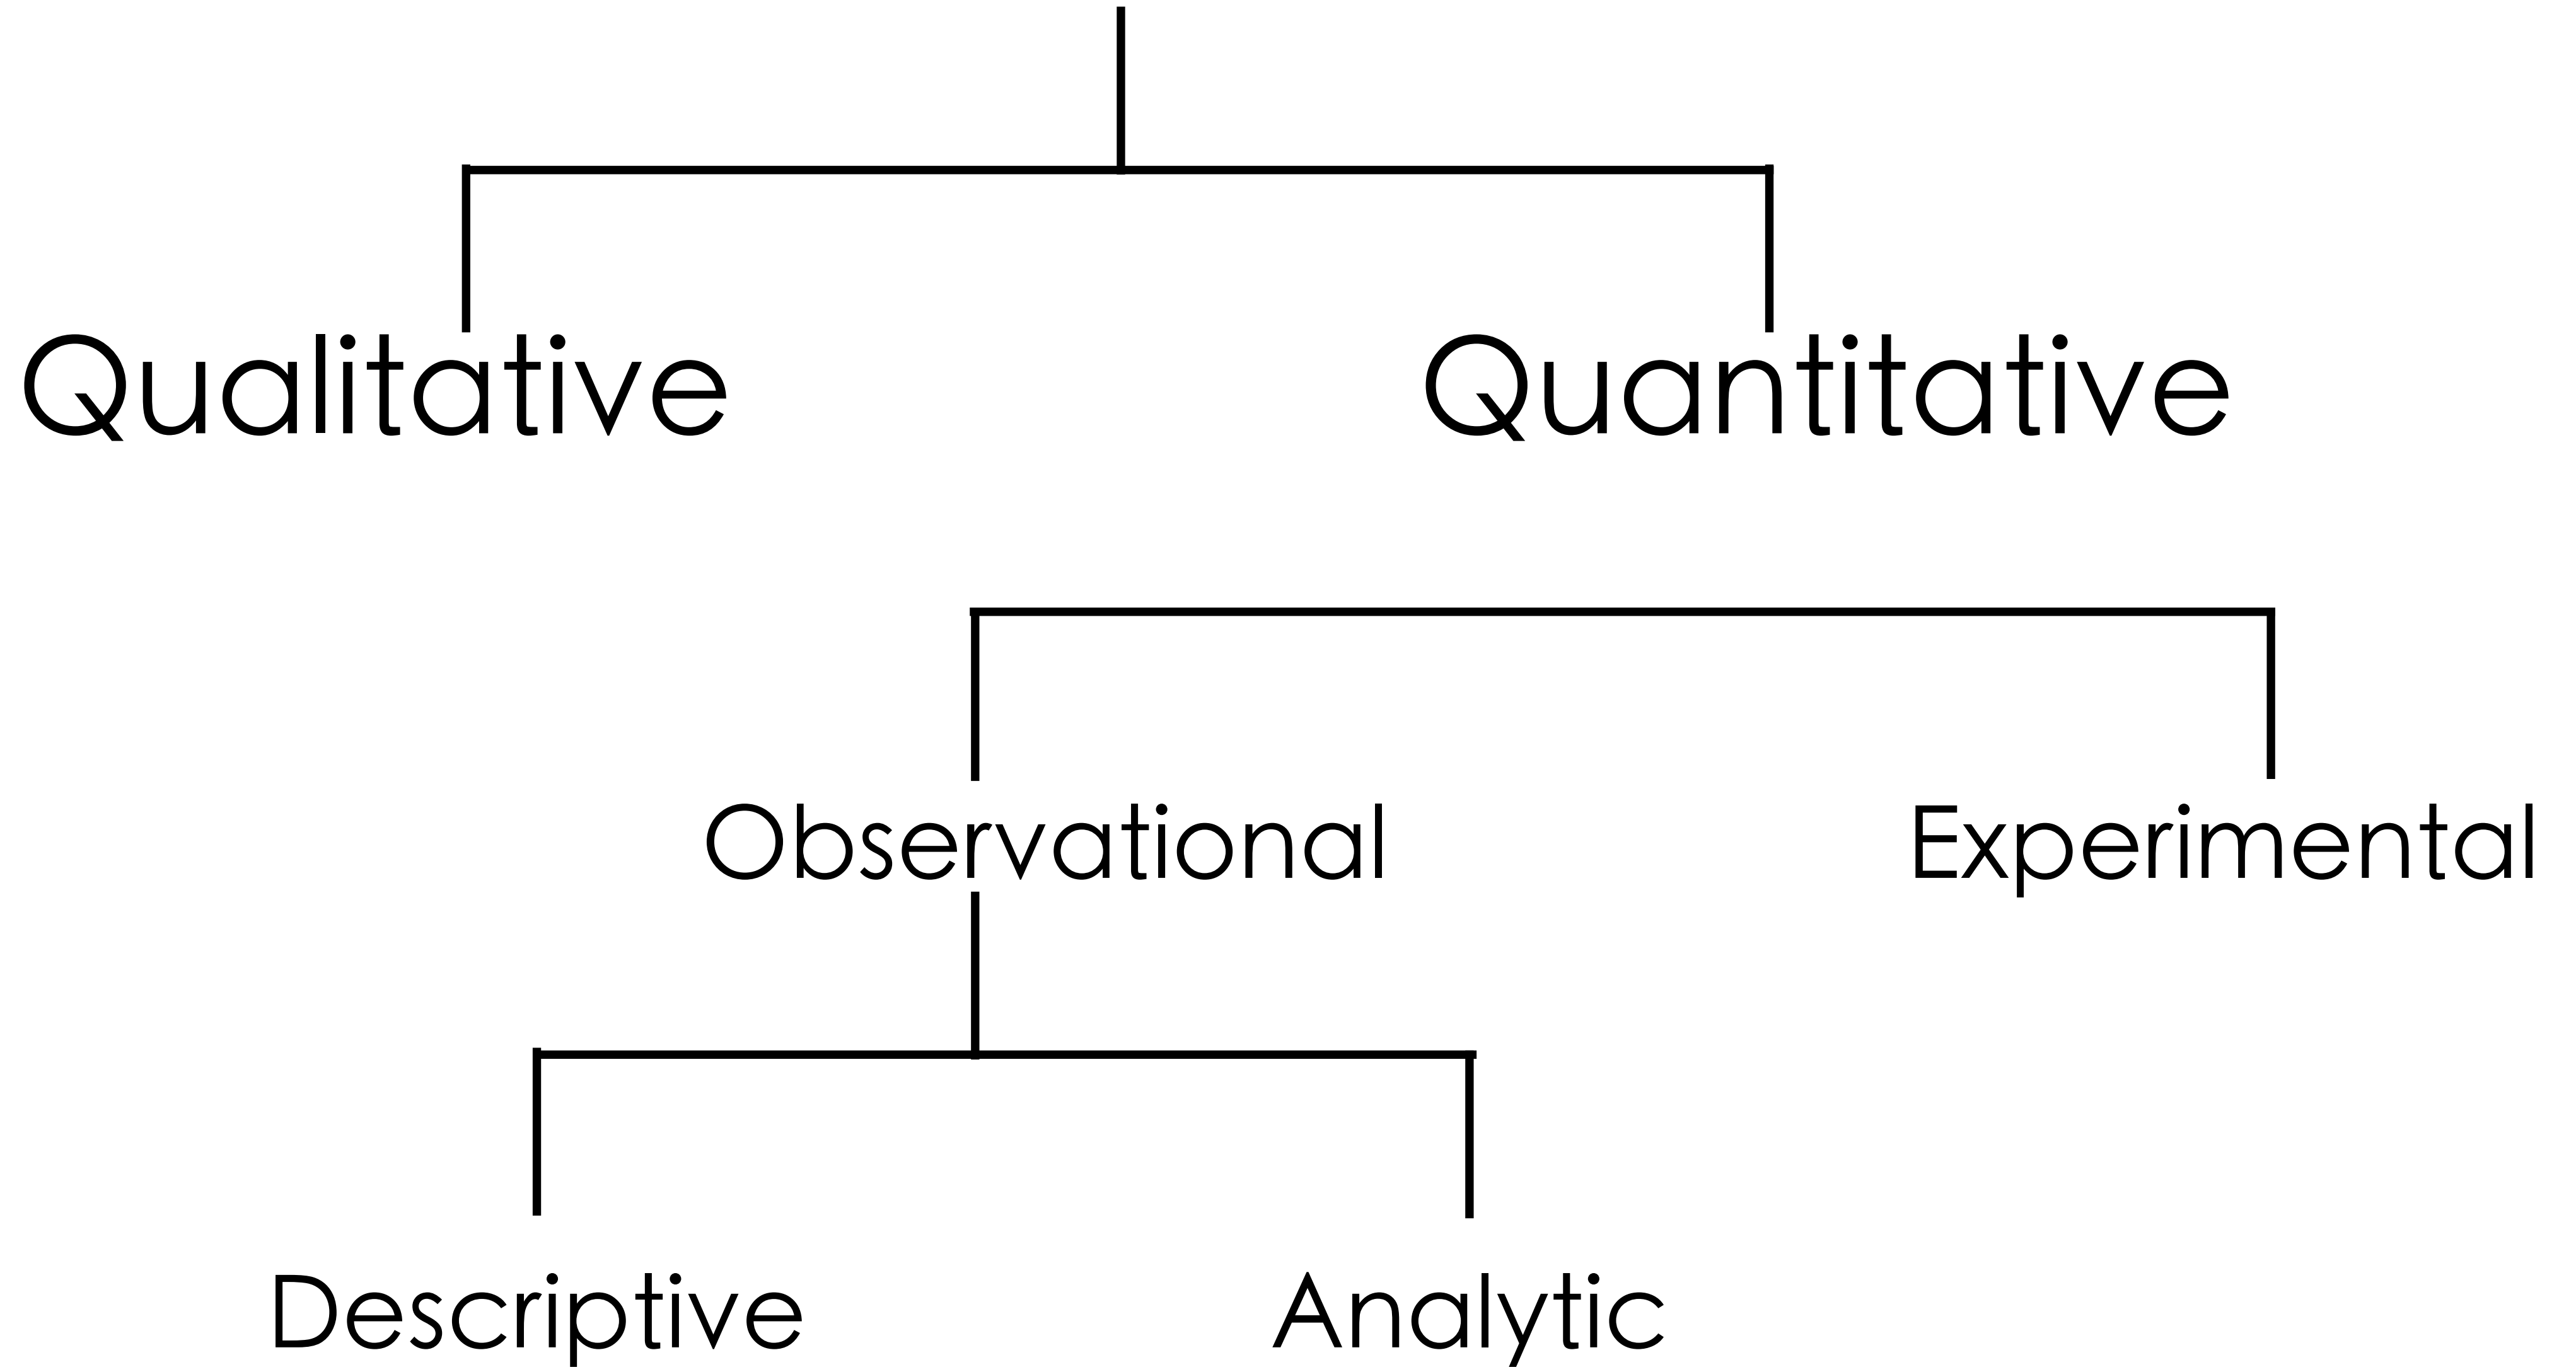 Qualitative Quantitative
Observational Experimental
Descriptive Analytic